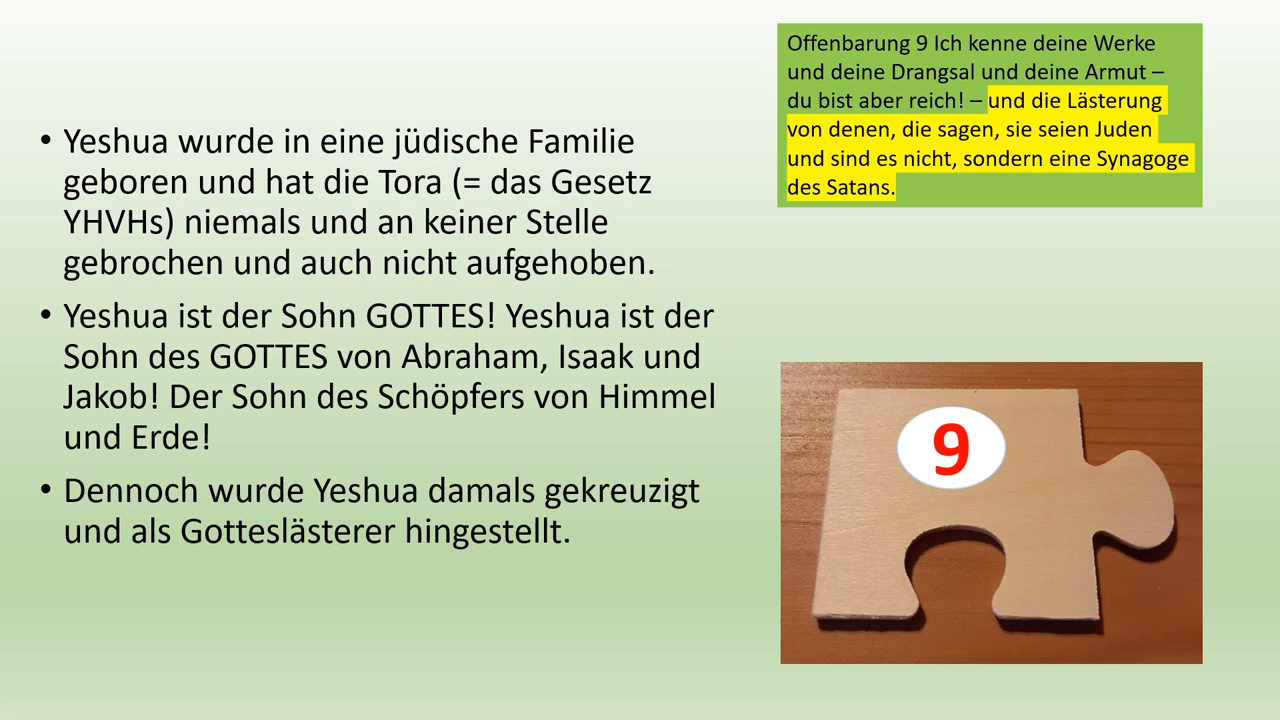 • Yeshua wurde in eine jüdische Familie
geboren und hat die Tora (= das Gesetz
YHVHs) niemals und an keiner Stelle
gebrochen und auch nicht aufgehoben.
• Yeshua ist der Sohn GOTTES! Yeshua ist der
Sohn des GOTTES von Abraham, Isaak und
Jakob! Der Sohn des Schöpfers von Himmel
und Erde!
• Dennoch wurde Yeshua damals gekreuzigt
und als Gotteslästerer hingestellt.
Offenbarung 9 Ich kenne deine Werke
und deine Drangsal und deine Armut –
du bist aber reich! – und die Lästerung
von denen, die sagen, sie seien Juden
und sind es nicht, sondern eine Synagoge
des Satans.
9